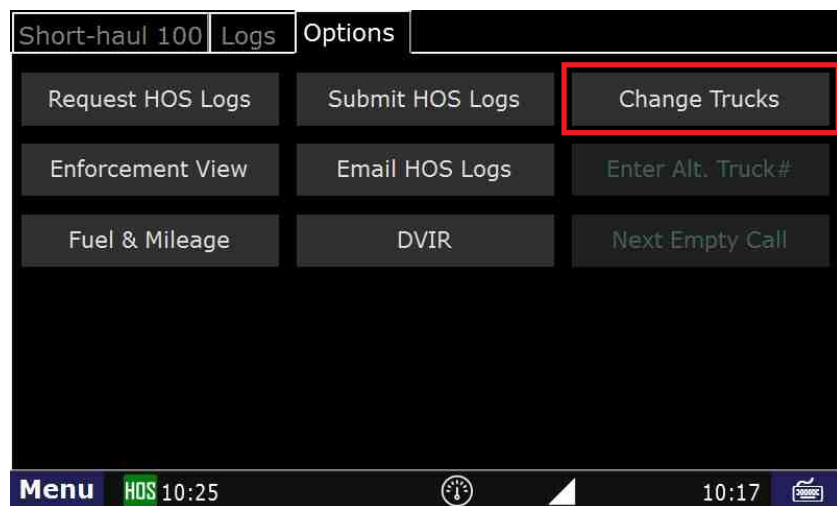 Short-haul 100 Logs Options
Request HOS Logs Submit HOS Logs Change Trucks
Enforcement View Email HOS Logs Enter Alt. Truck#
Fuel & Mileage DVIR Next Empty Call
Menu HOS 10:25 10:17